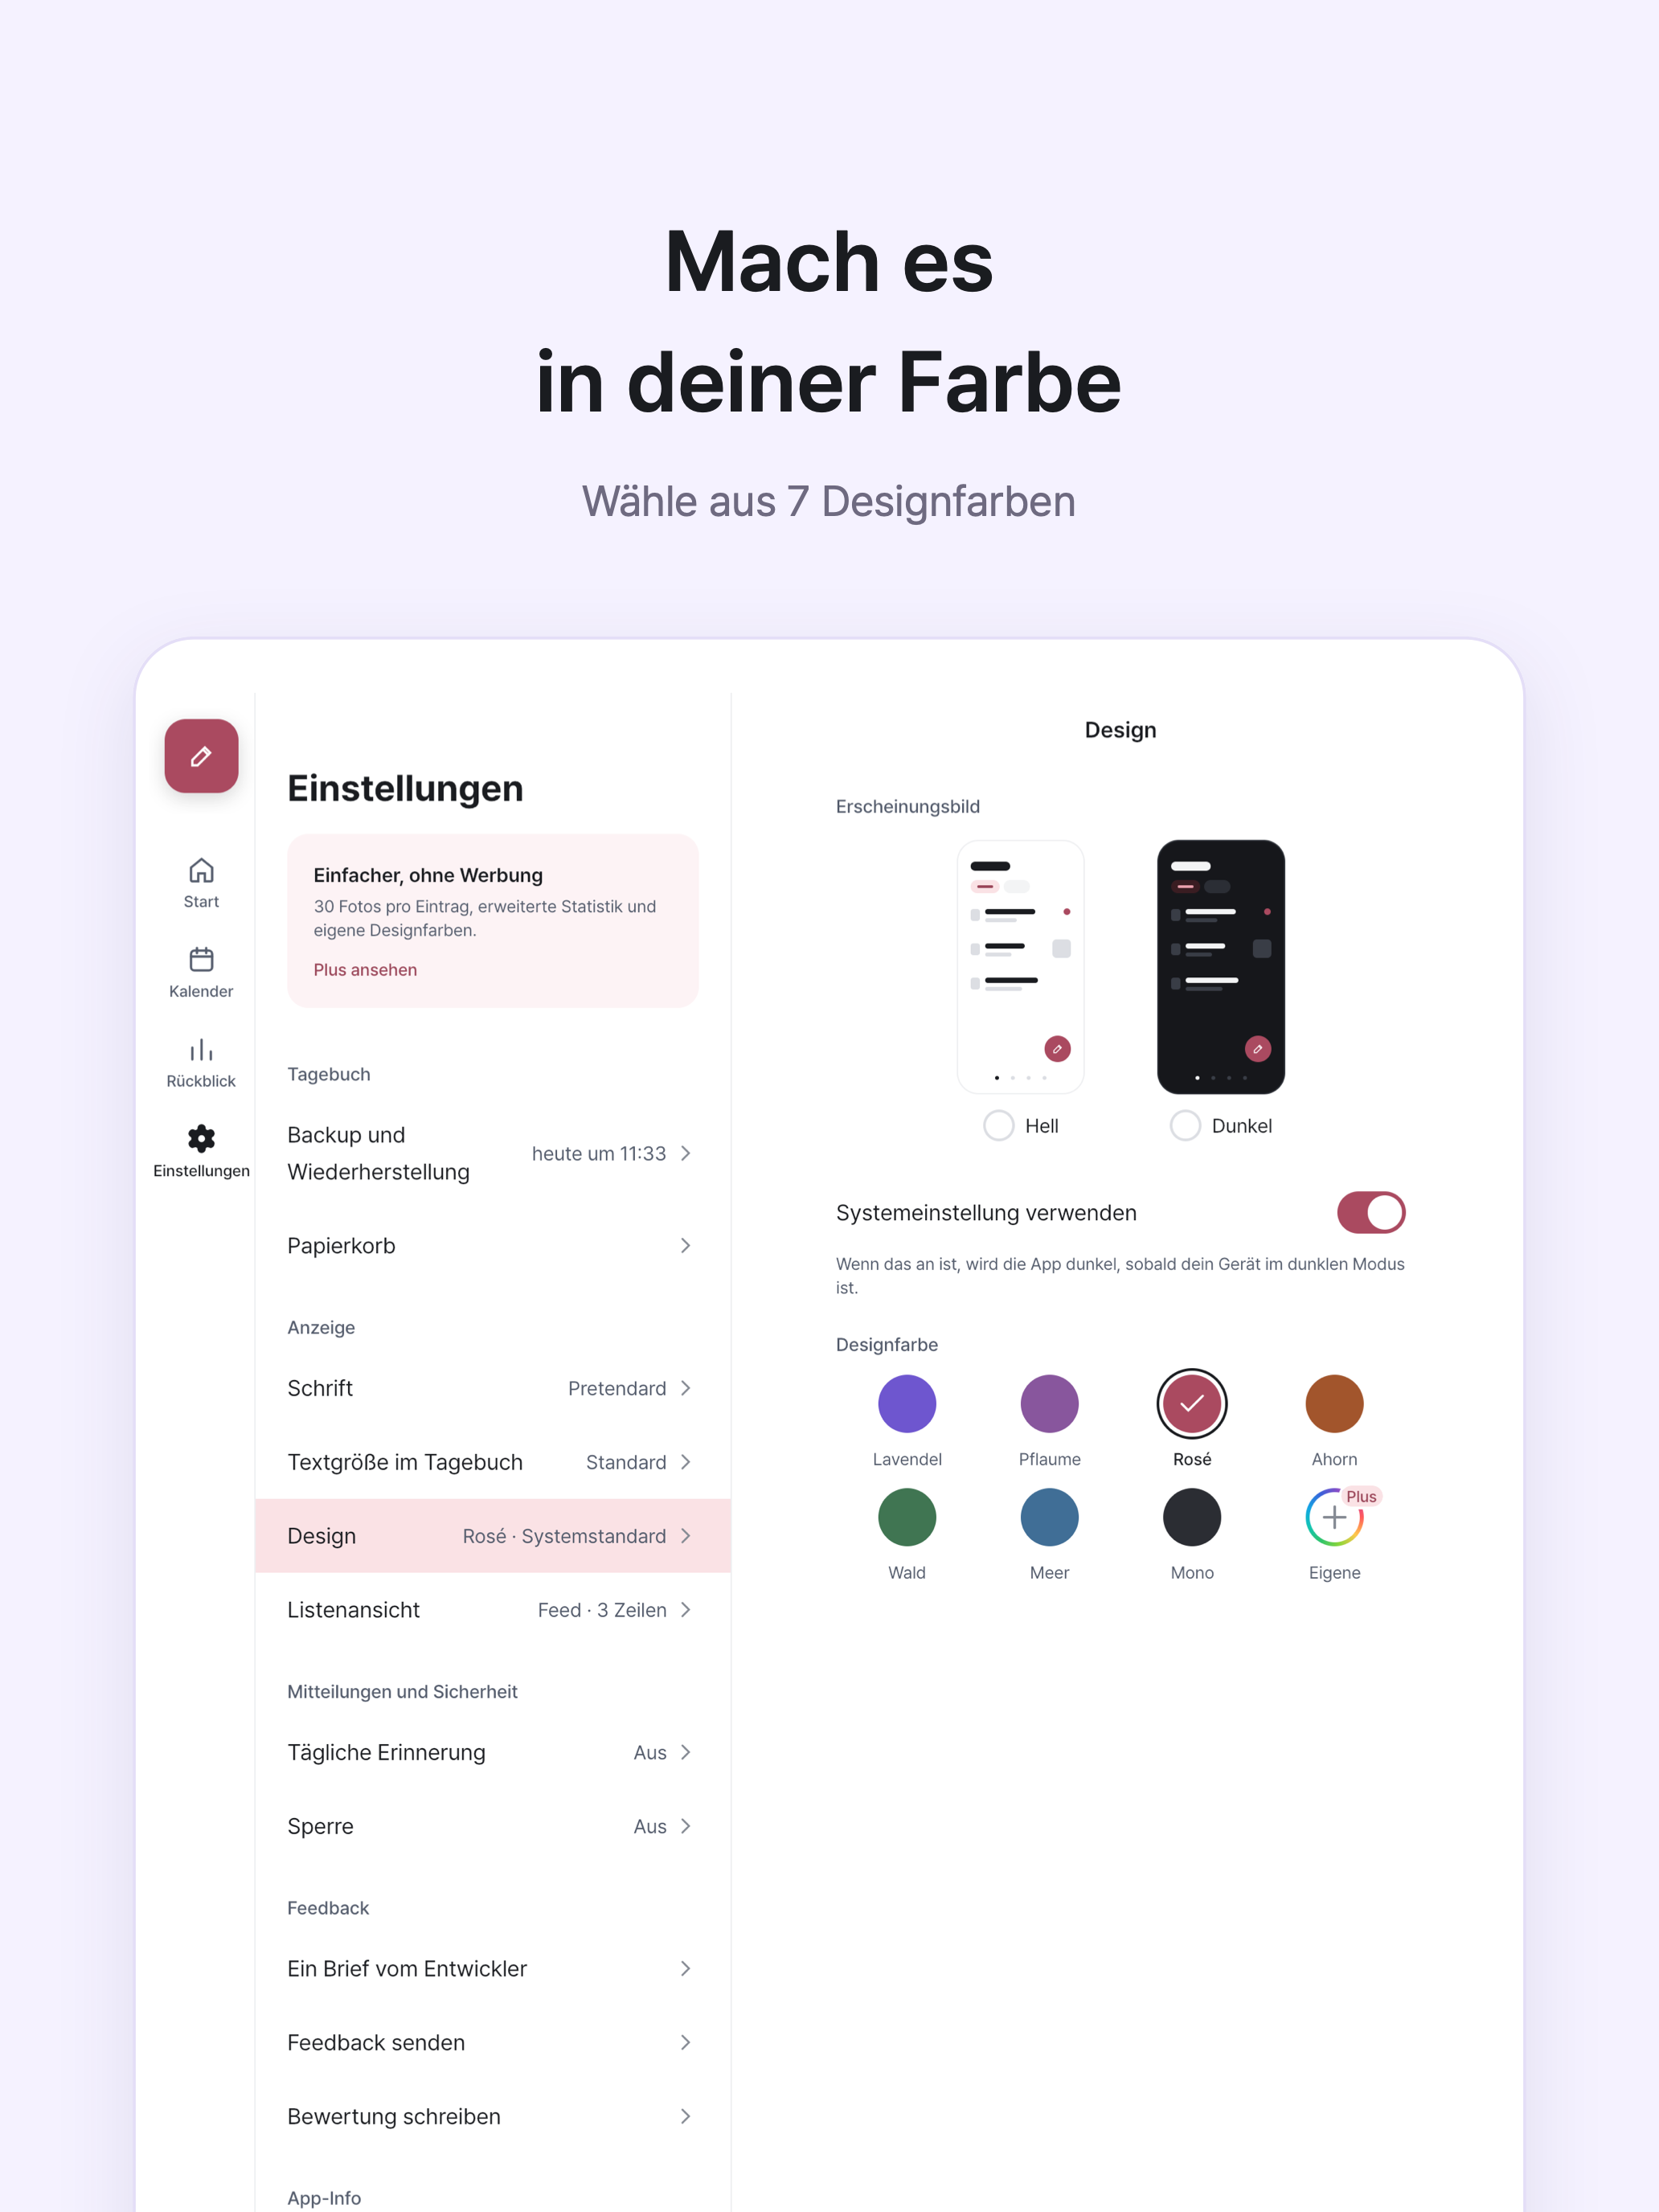 Mach es
in deiner Farbe
Wähle aus 7 Designfarben
Start
Kalender
Rückblick
Einstellungen
Einstellungen
Einfacher, ohne Werbung
30 Fotos pro Eintrag, erweiterte Statistik und
eigene Designfarben.
Plus ansehen
Tagebuch
Backup und
Wiederherstellung
heute um 11:33
Papierkorb
Anzeige
Schrift Pretendard
Textgröße im Tagebuch Standard
Design Rosé · Systemstandard
Listenansicht Feed · 3 Zeilen
Mitteilungen und Sicherheit
Tägliche Erinnerung Aus
Sperre Aus
Feedback
Ein Brief vom Entwickler
Feedback senden
Bewertung schreiben
App-Info
Design
Erscheinungsbild
Hell Dunkel
Systemeinstellung verwenden
Wenn das an ist, wird die App dunkel, sobald dein Gerät im dunklen Modus
ist.
Designfarbe
Lavendel Pflaume Rosé Ahorn
Plus
Wald Meer Mono Eigene